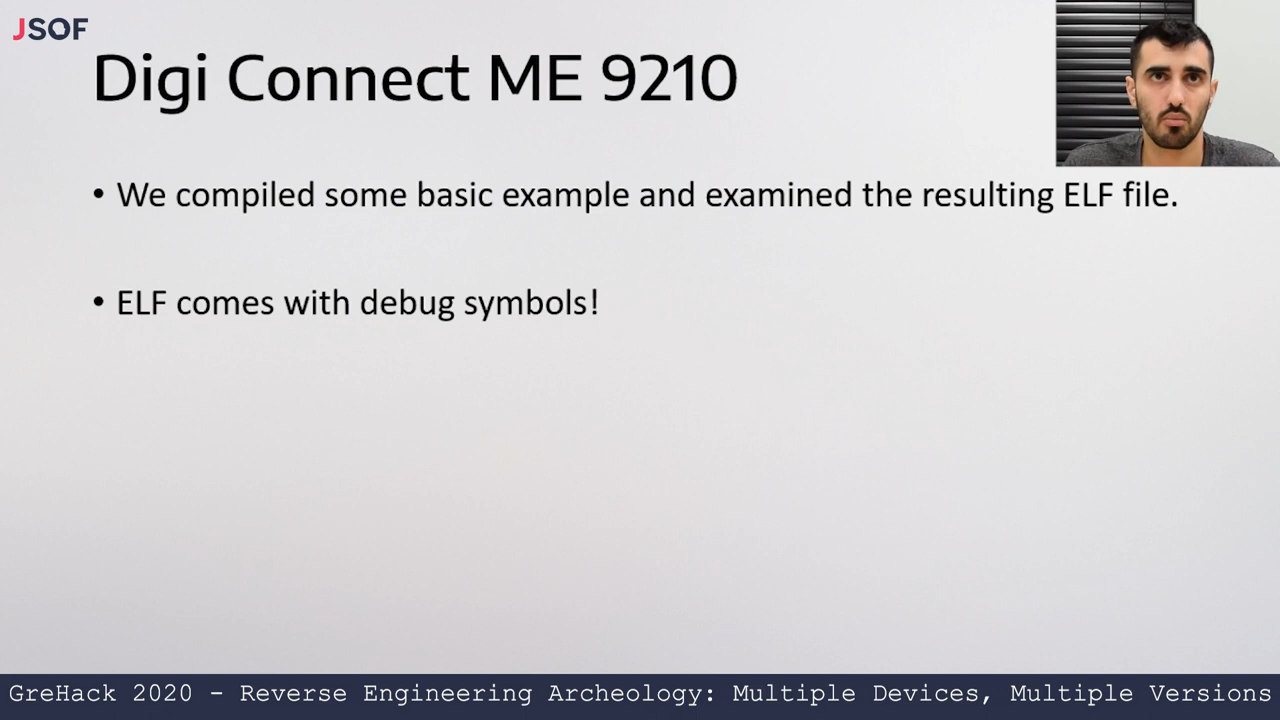 JSOF
Digi Connect ME 9210
• We compiled some basic example and examined the resulting ELF file.
• ELF comes with debug symbols!
GreHack 2020 - Reverse Engineering Archeology: Multiple Devices, Multiple Versions